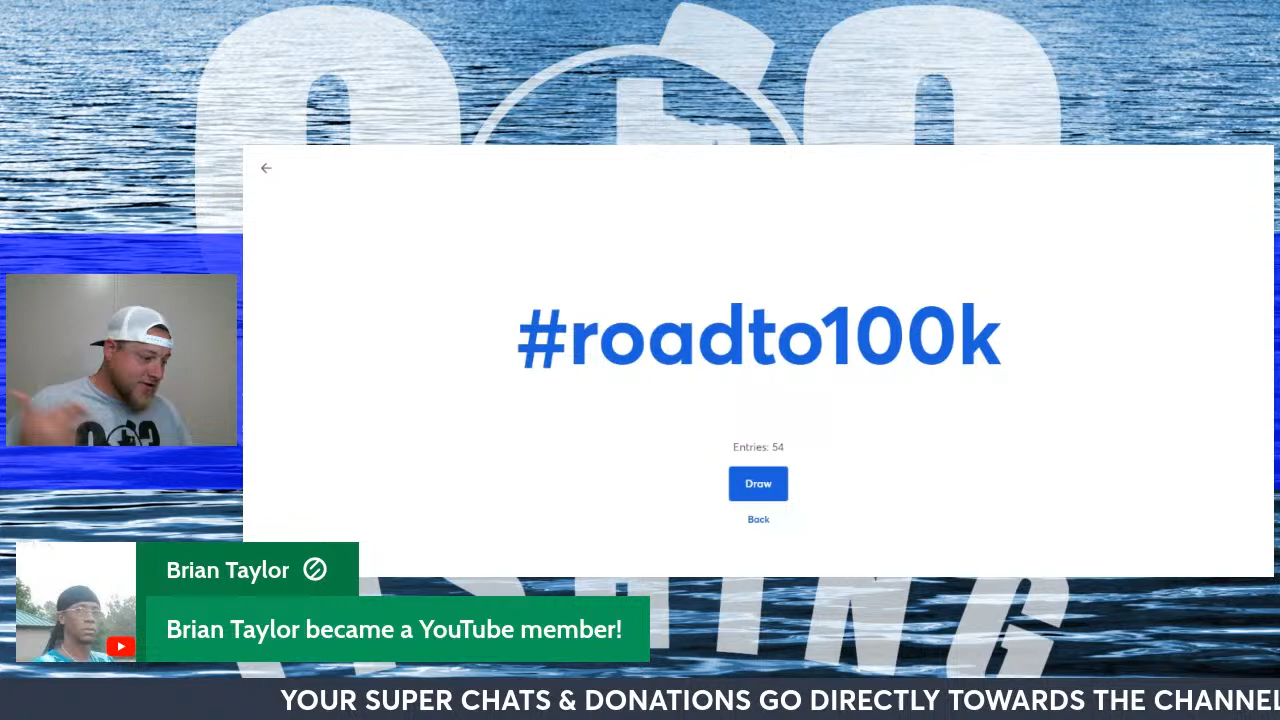 #roadto100k
Entries: 54
Draw
Back
Brian Taylor
Brian Taylor became a YouTube member!
YOUR SUPER CHATS & DONATIONS GO DIRECTLY TOWARDS THE CHANNEL